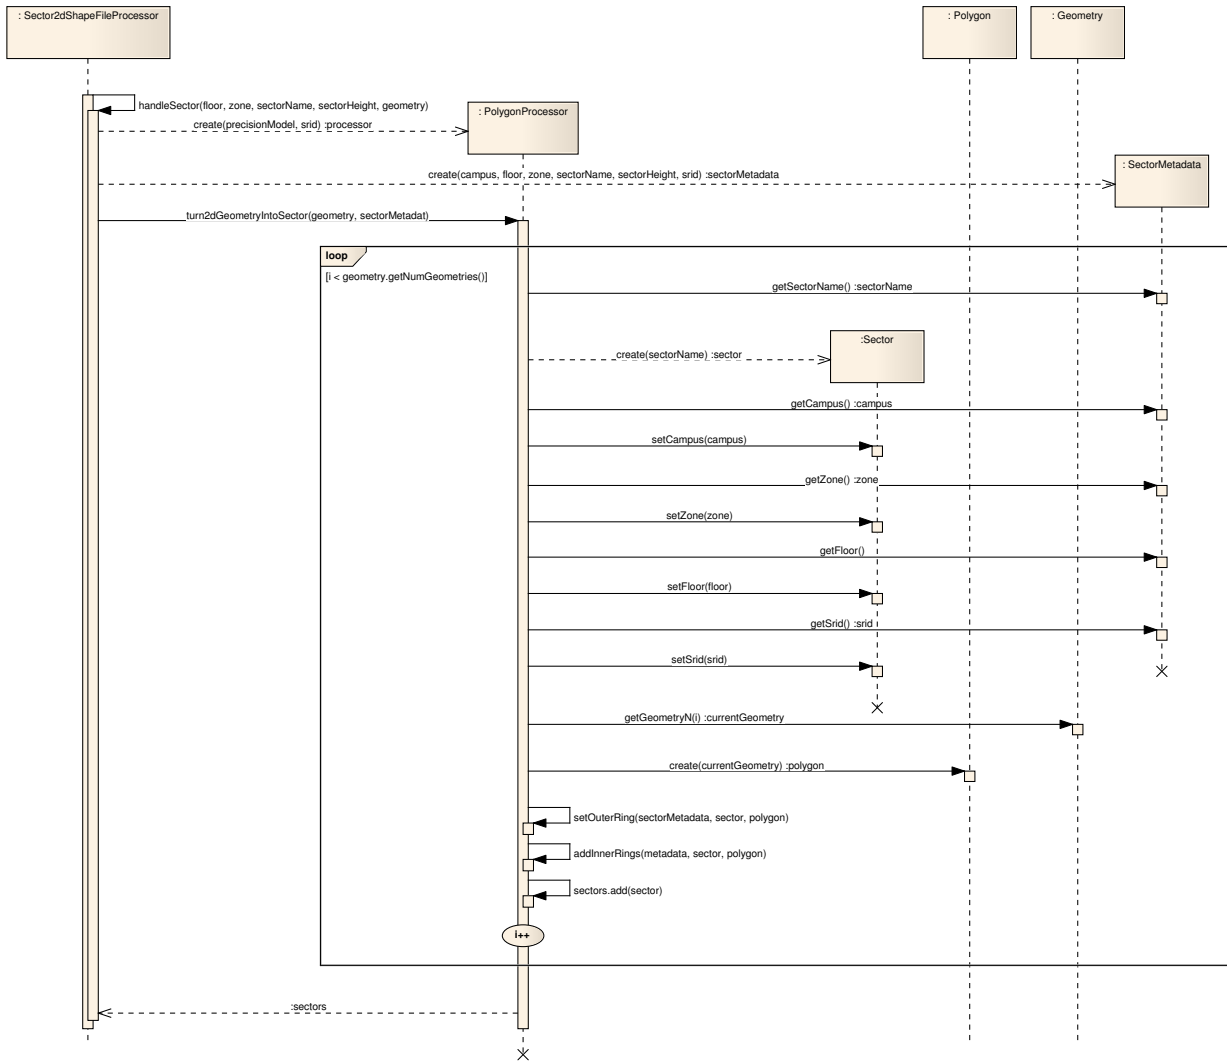 : Sector2dShapeFileProcessor
: Polygon
: Geometry
handleSector(floor, zone, sectorName, sectorHeight, geometry)
: PolygonProcessor
create(precisionModel, srid) :processor
: SectorMetadata
create(campus, floor, zone, sectorName, sectorHeight, srid) :sectorMetadata
turn2dGeometryIntoSector(geometry, sectorMetadat)
loop
[i < geometry.getNumGeometries()]
getSectorName() :sectorName
:Sector
create(sectorName) :sector
getCampus() :campus
setCampus(campus)
getZone() :zone
setZone(zone)
getFloor()
setFloor(floor)
getSrid() :srid
setSrid(srid)
getGeometryN(i) :currentGeometry
create(currentGeometry) :polygon
setOuterRing(sectorMetadata, sector, polygon)
addInnerRings(metadata, sector, polygon)
sectors.add(sector)
i++
:sectors